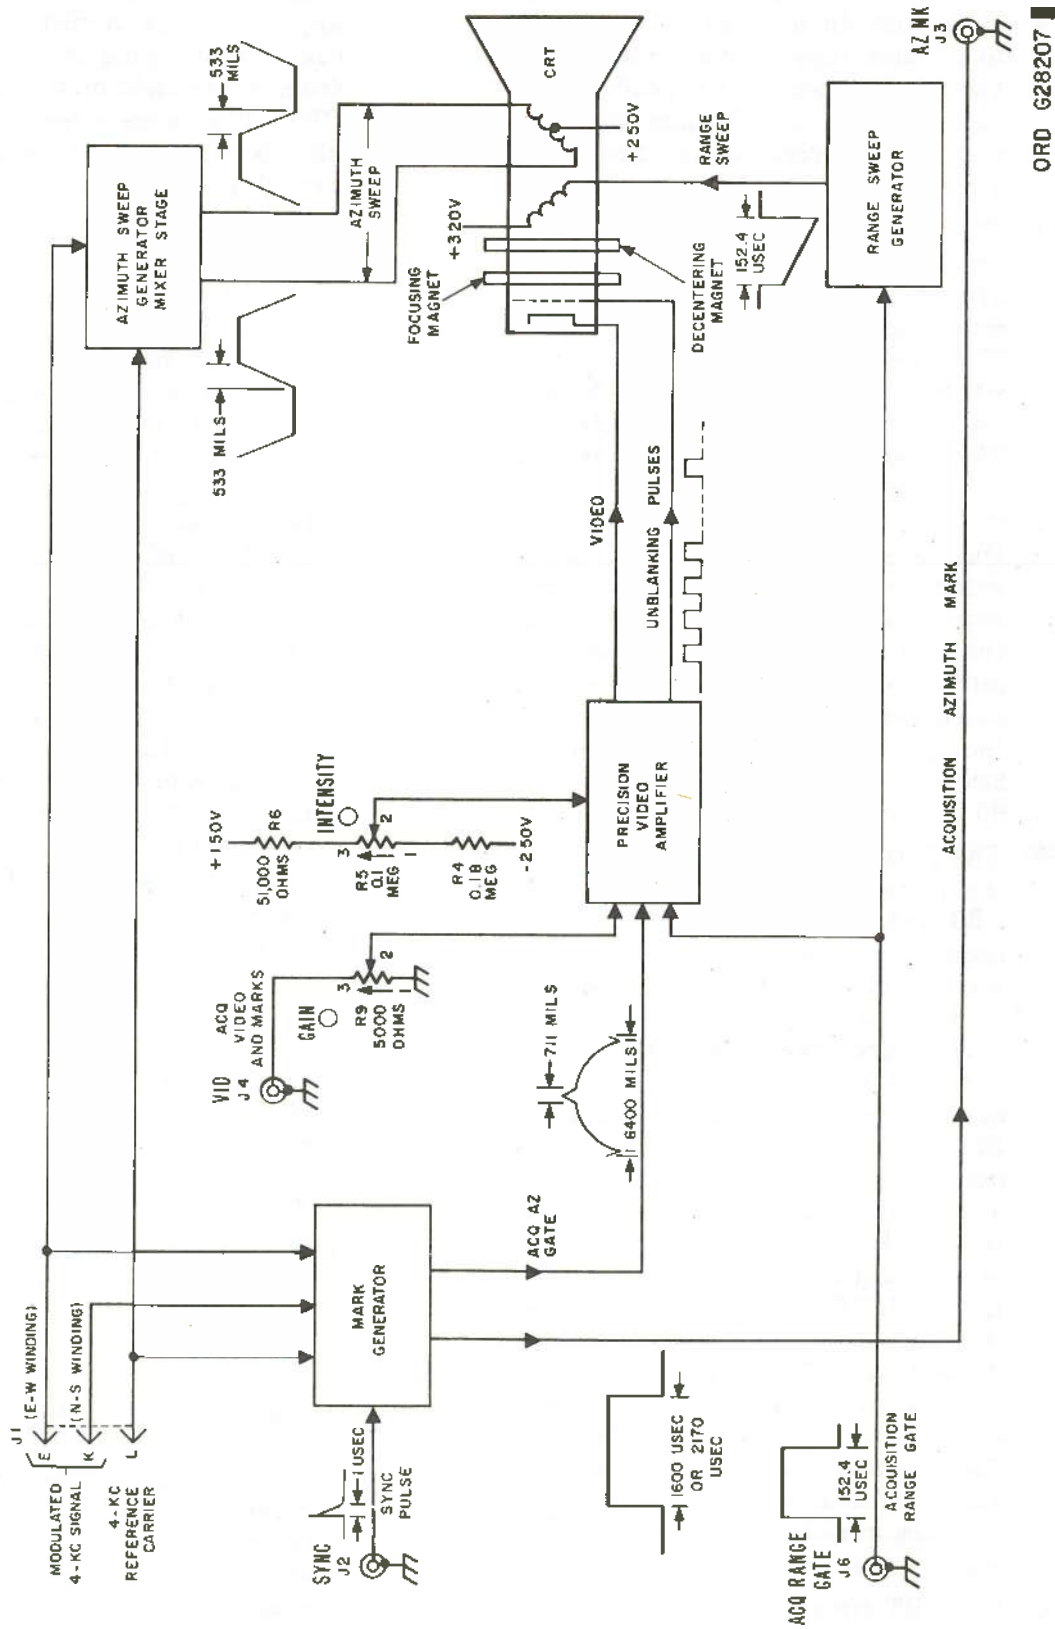 J1
(E-W WINDING)
(N-S WINDING)
E
K
L
MODULATED
4-KC SIGNAL
4-KC
REFERENCE
CARRIER
AZIMUTH SWEEP
GENERATOR
MIXER STAGE
533 MILS
533
MILS
AZIMUTH
SWEEP
FOCUSING
MAGNET
+320V
CRT
+250V
DECENTERING
MAGNET
RANGE
SWEEP
152.4
USEC
RANGE SWEEP
GENERATOR
VID
J4
ACQ
VIDEO
AND MARKS
GAIN
3
2
1
R9
5000
OHMS
+150V
R6
51,000
OHMS
INTENSITY
3
2
1
R5
0.1
MEG
R4
0.18
MEG
-250V
PRECISION
VIDEO
AMPLIFIER
VIDEO
UNBLANKING PULSES
SYNC
J2
1 USEC
SYNC
PULSE
MARK
GENERATOR
ACQ AZ
GATE
711 MILS
6400 MILS
1600 USEC
OR 2170
USEC
ACQ RANGE
GATE
J6
152.4
USEC
ACQUISITION
RANGE GATE
ACQUISITION AZIMUTH MARK
AZ MK
J3
ORD G28207